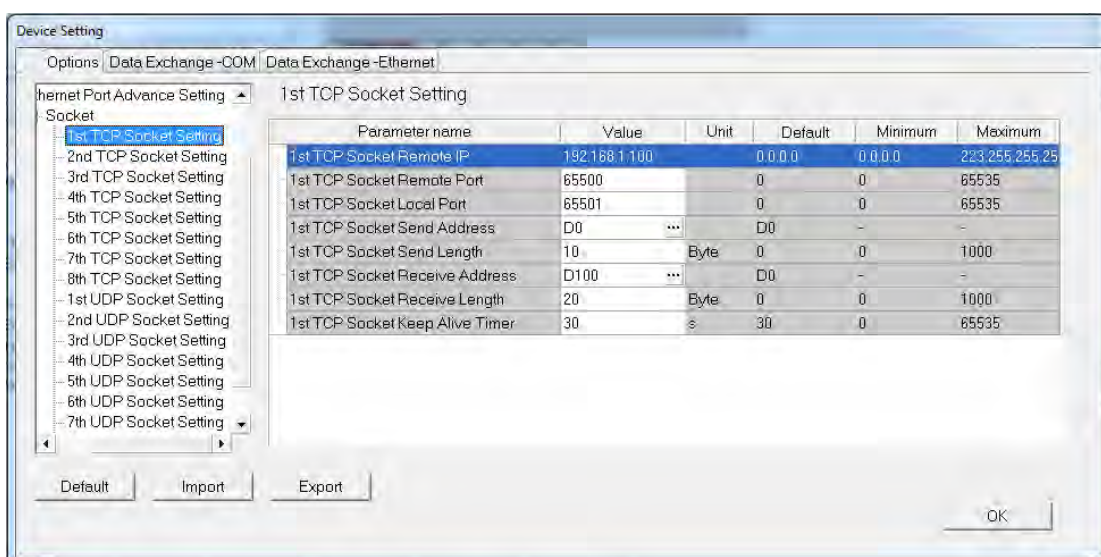 Device Setting
Options Data Exchange -COM Data Exchange -Ethernet
hernet Port Advance Setting
Socket
1st TCP Socket Setting
2nd TCP Socket Setting
3rd TCP Socket Setting
4th TCP Socket Setting
5th TCP Socket Setting
6th TCP Socket Setting
7th TCP Socket Setting
8th TCP Socket Setting
1st UDP Socket Setting
2nd UDP Socket Setting
3rd UDP Socket Setting
4th UDP Socket Setting
5th UDP Socket Setting
6th UDP Socket Setting
7th UDP Socket Setting
1st TCP Socket Setting
Parameter name Value Unit Default Minimum Maximum
1st TCP Socket Remote IP 192.168.1.100 0.0.0.0 0.0.0.0 223.255.255.25
1st TCP Socket Remote Port 65500 0 0 65535
1st TCP Socket Local Port 65501 0 0 65535
1st TCP Socket Send Address D0 ... D0 - -
1st TCP Socket Send Length 10 Byte 0 0 1000
1st TCP Socket Receive Address D100 ... D0 - -
1st TCP Socket Receive Length 20 Byte 0 0 1000
1st TCP Socket Keep Alive Timer 30 s 30 0 65535
Default Import Export
OK